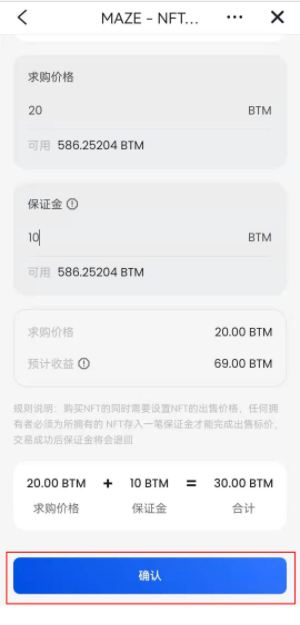 MAZE - NFT...
求购价格
20 BTM
可用 586.25204 BTM
保证金
10 BTM
可用 586.25204 BTM
求购价格 20.00 BTM
预计收益 69.00 BTM
规则说明：购买NFT的同时需要设置NFT的出售价格，任何拥
有者必须为所拥有的 NFT存入一笔保证金才能完成出售标价，
交易成功后保证金将会退回
20.00 BTM + 10 BTM = 30.00 BTM
求购价格 保证金 合计
确认